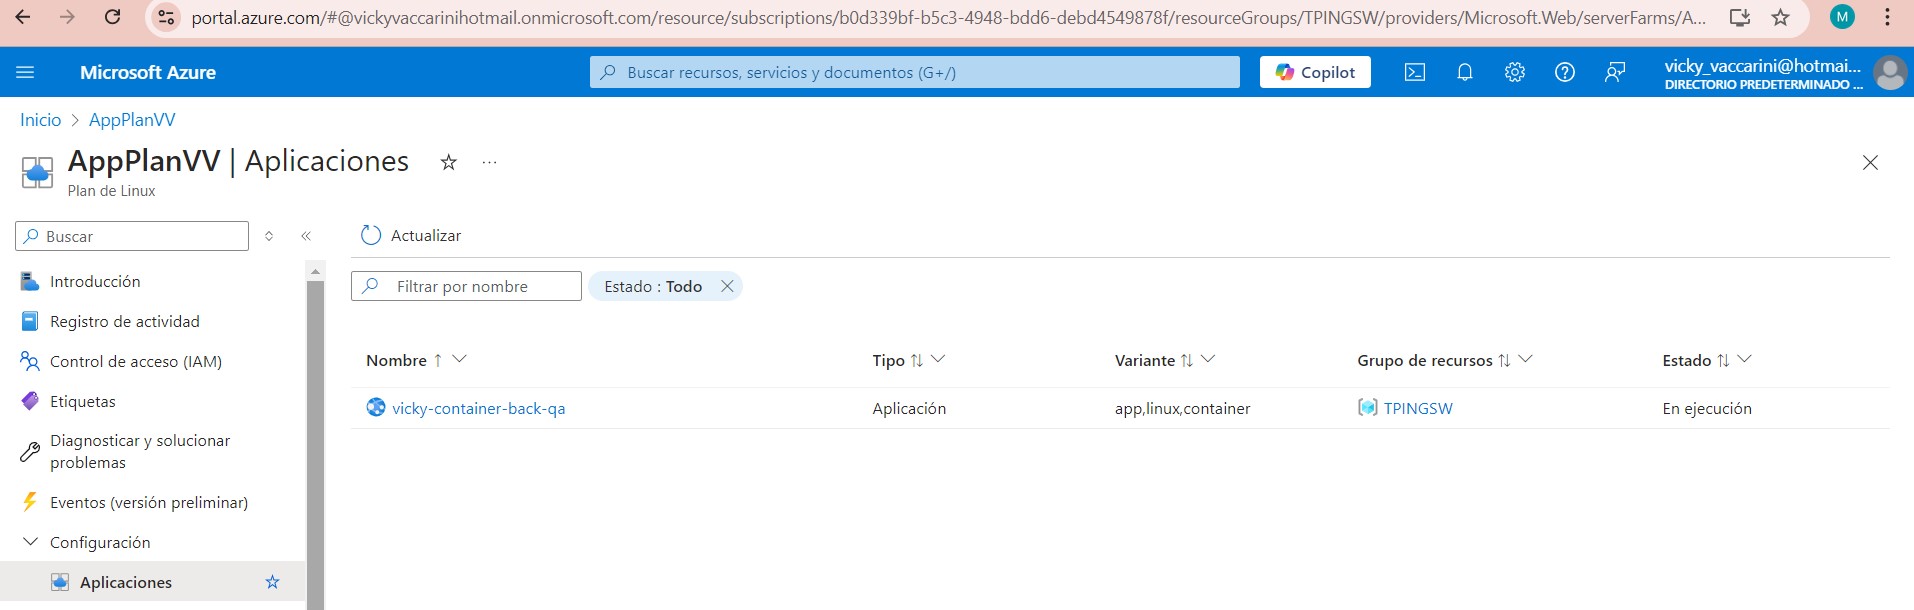 portal.azure.com/#@vickyvaccarinihotmail.onmicrosoft.com/resource/subscriptions/b0d339bf-b5c3-4948-bdd6-debd4549878f/resourceGroups/TPINGSW/providers/Microsoft.Web/serverFarms/A...
M
Microsoft Azure
Buscar recursos, servicios y documentos (G+/)
Copilot
vicky_vaccarini@hotmai...
DIRECTORIO PREDETERMINADO ...
Inicio > AppPlanVV
AppPlanVV | Aplicaciones
Plan de Linux
Buscar
Actualizar
Introducción
Registro de actividad
Control de acceso (IAM)
Etiquetas
Diagnosticar y solucionar
problemas
Eventos (versión preliminar)
Configuración
Aplicaciones
Filtrar por nombre
Estado : Todo
Nombre Tipo Variante Grupo de recursos Estado
vicky-container-back-qa Aplicación app,linux,container TPINGSW En ejecución